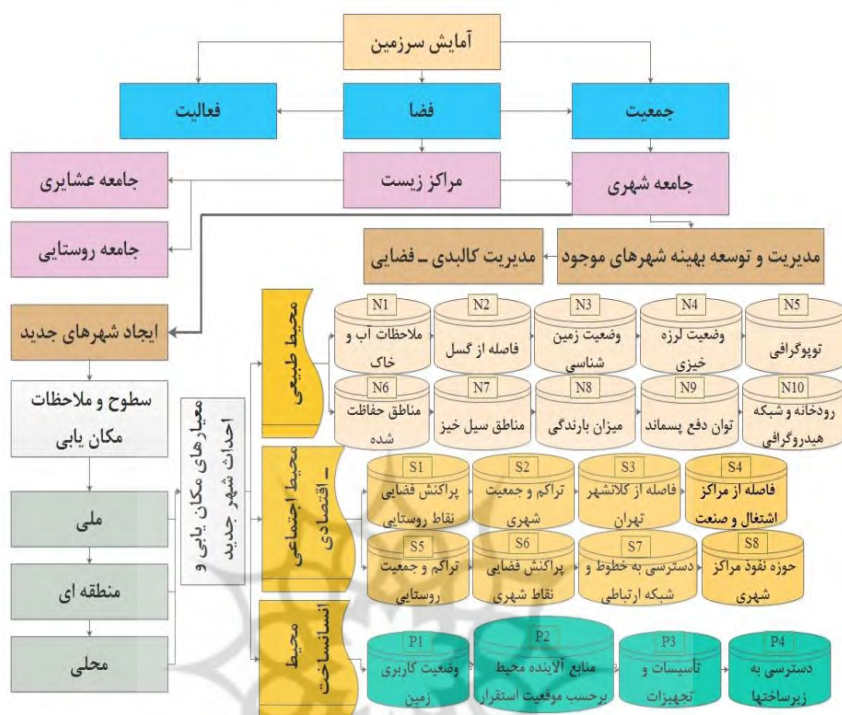 آمایش سرزمین
جمعیت
فضا
فعالیت
جامعه شهری
مراکز زیست
جامعه عشایری
جامعه روستایی
مدیریت و توسعه بهینه شهرهای موجود
مدیریت کالبدی ـ فضایی
ایجاد شهرهای جدید
سطوح و ملاحظات
مکان یابی
ملی
منطقه ای
محلی
معیارهای مکان یابی و
احداث شهر جدید
محیط طبیعی
N1
ملاحظات آب و
خاک
N2
فاصله از گسل
N3
وضعیت زمین
شناسی
N4
وضعیت لرزه
خیزی
N5
توپوگرافی
N6
مناطق حفاظت
شده
N7
مناطق سیل خیز
N8
میزان بارندگی
N9
توان دفع پسماند
N10
رودخانه و شبکه
هیدروگرافی
محیط اجتماعی
ـ اقتصادی
S1
پراکنش فضایی
نقاط روستایی
S2
تراکم و جمعیت
شهری
S3
فاصله از کلانشهر
تهران
S4
فاصله از مراکز
اشتغال و صنعت
S5
تراکم و جمعیت
روستایی
S6
پراکنش فضایی
نقاط شهری
S7
دسترسی به خطوط و
شبکه ارتباطی
S8
حوزه نفوذ مراکز
شهری
محیط
انسانساخت
P1
وضعیت کاربری
زمین
P2
منابع آلاینده محیط
برحسب موقعیت استقرار
P3
تأسیسات و
تجهیزات
P4
دسترسی به
زیرساختها